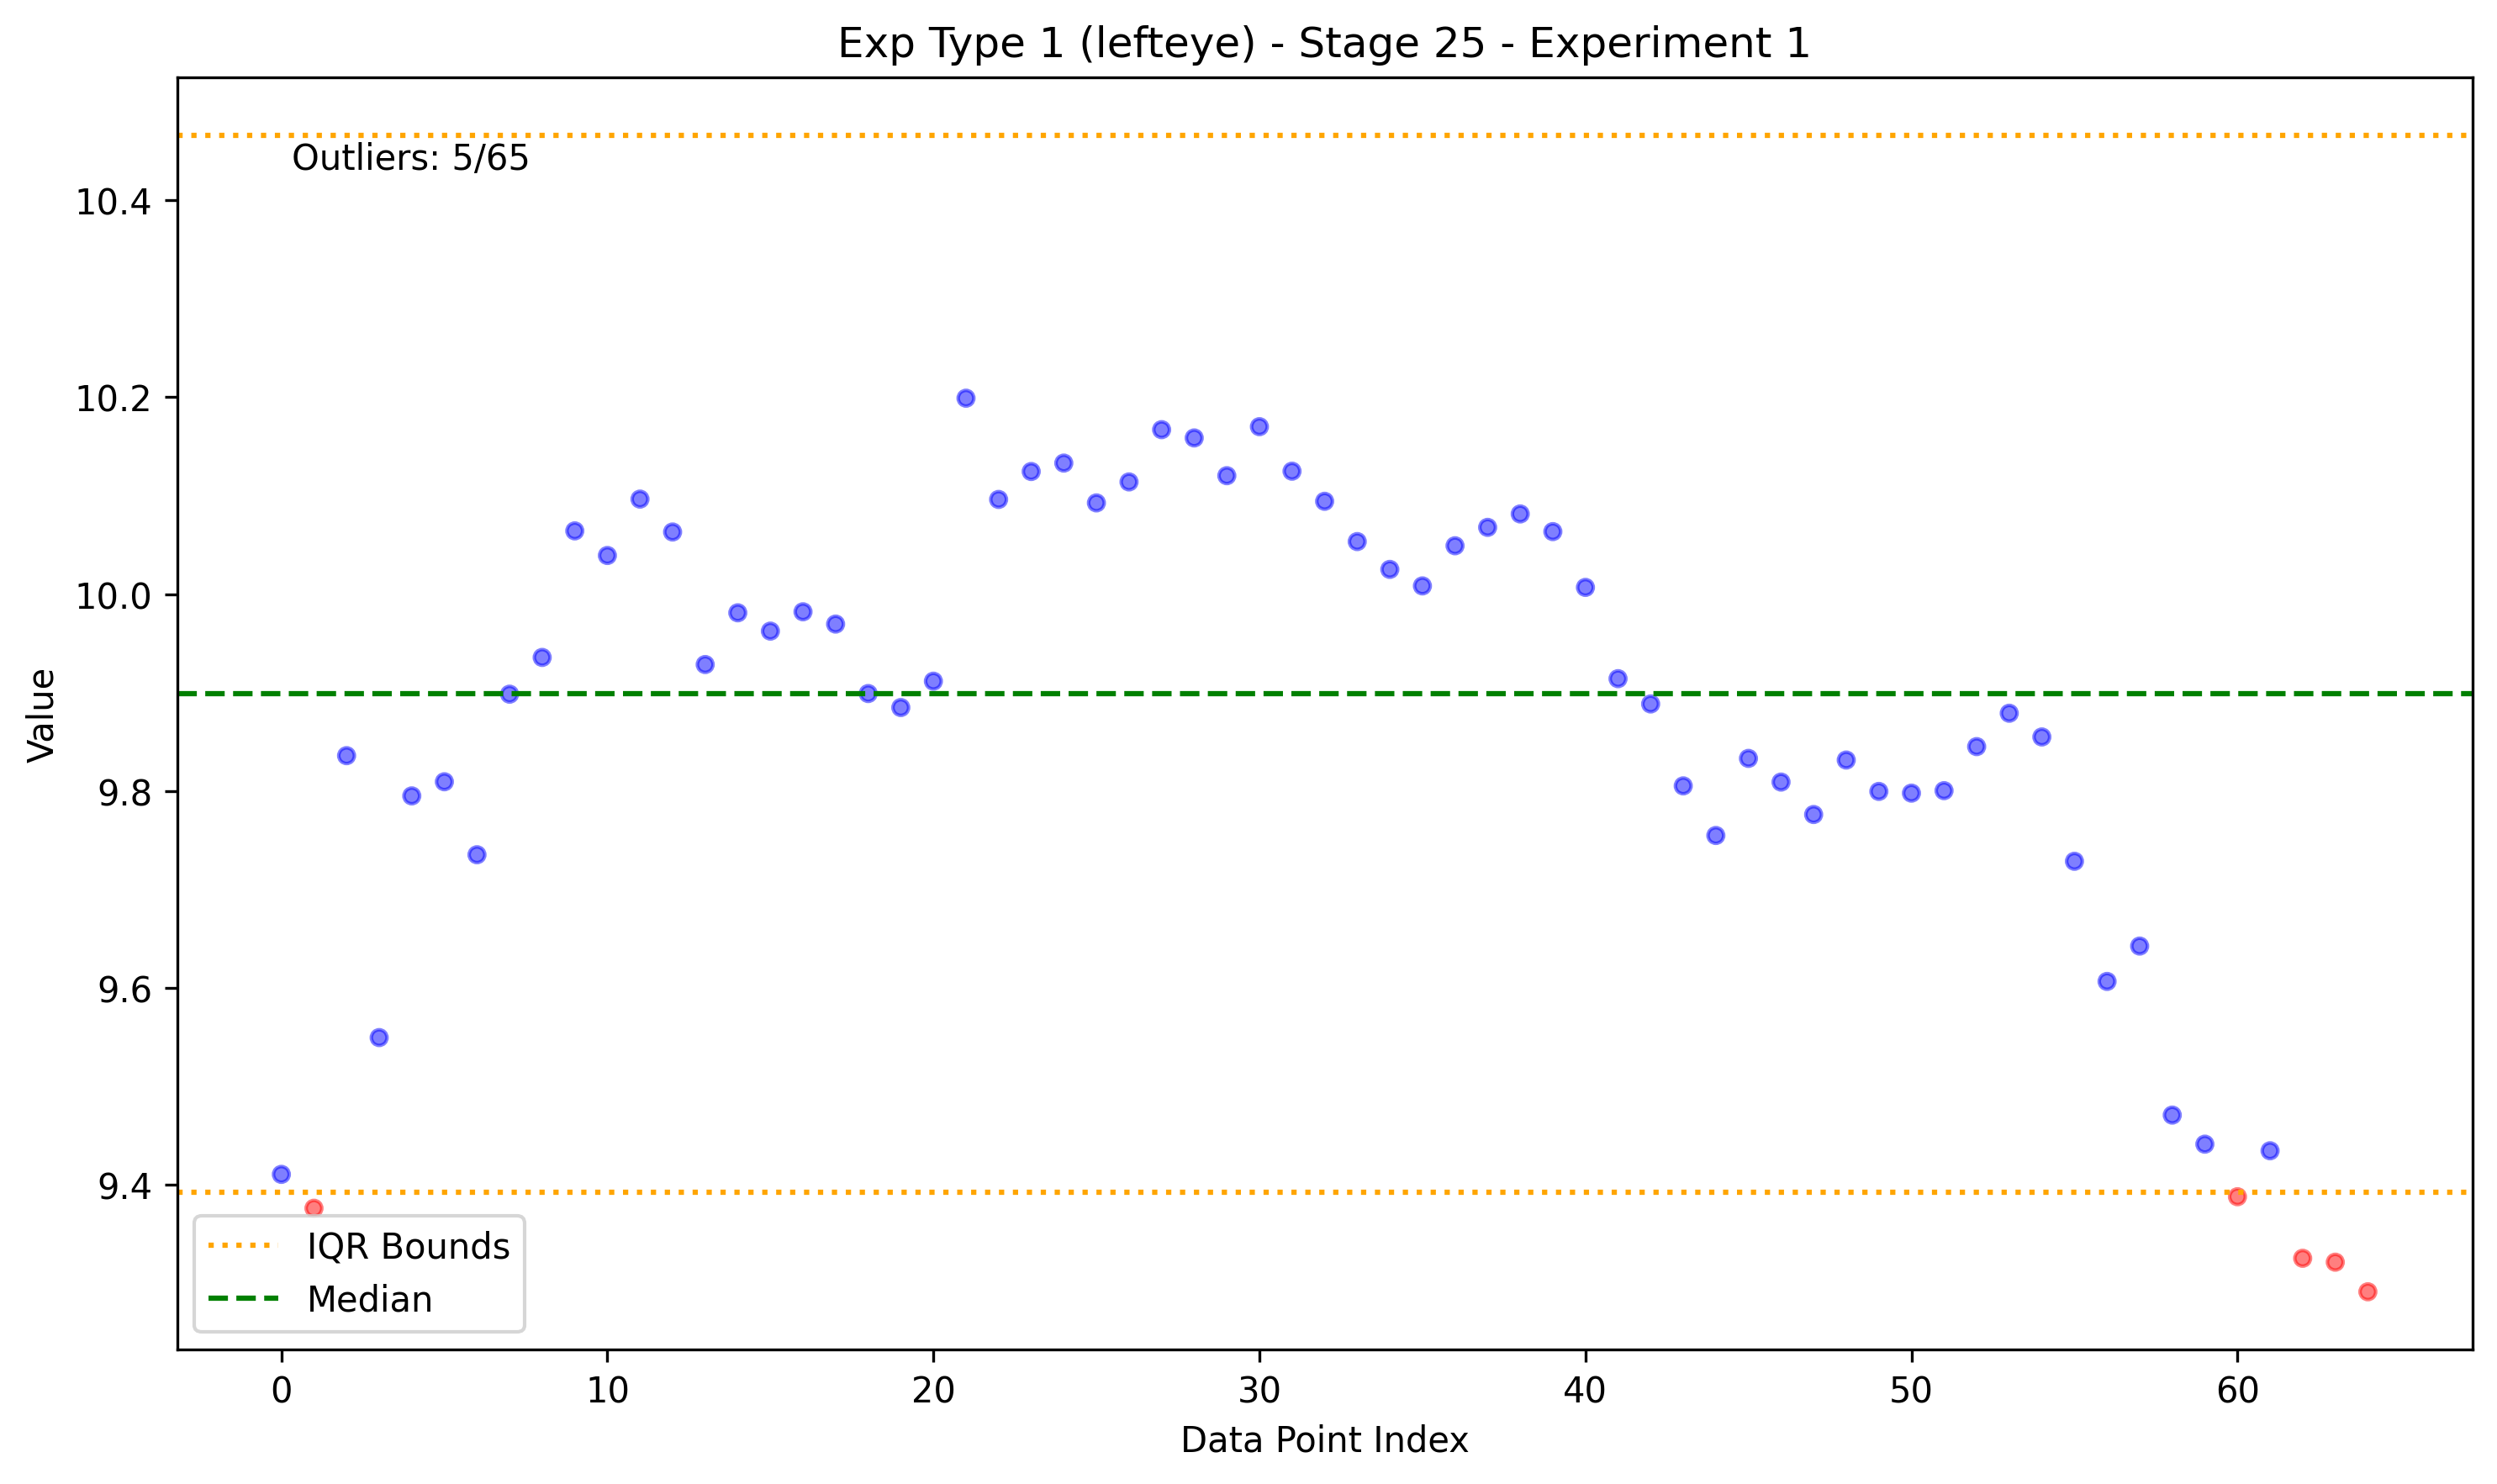 Exp Type 1 (lefteye) - Stage 25 - Experiment 1
Outliers: 5/65
10.4
10.2
10.0
9.8
9.6
9.4
Value
IQR Bounds
Median
0 10 20 30 40 50 60
Data Point Index